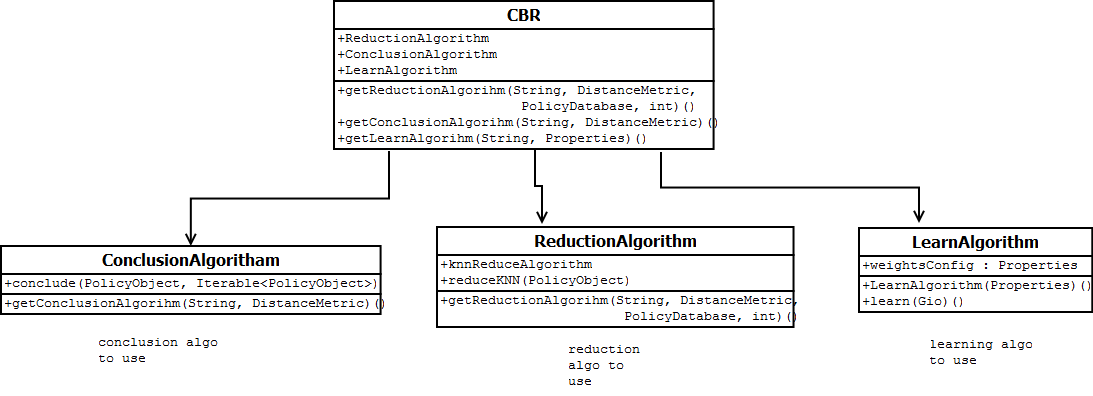 CBR
+ReductionAlgorithm
+ConclusionAlgorithm
+LearnAlgorithm
+getReductionAlgorihm(String, DistanceMetric,
PolicyDatabase, int)()
+getConclusionAlgorihm(String, DistanceMetric)()
+getLearnAlgorihm(String, Properties)()
ConclusionAlgoritham
+conclude(PolicyObject, Iterable<PolicyObject>)
+getConclusionAlgorihm(String, DistanceMetric)()
conclusion algo
to use
ReductionAlgorithm
+knnReduceAlgorithm
+reduceKNN(PolicyObject)
+getReductionAlgorihm(String, DistanceMetric,
PolicyDatabase, int)()
reduction
algo to
use
LearnAlgorithm
+weightsConfig : Properties
+LearnAlgorithm(Properties)()
+learn(Gio)()
learning algo
to use